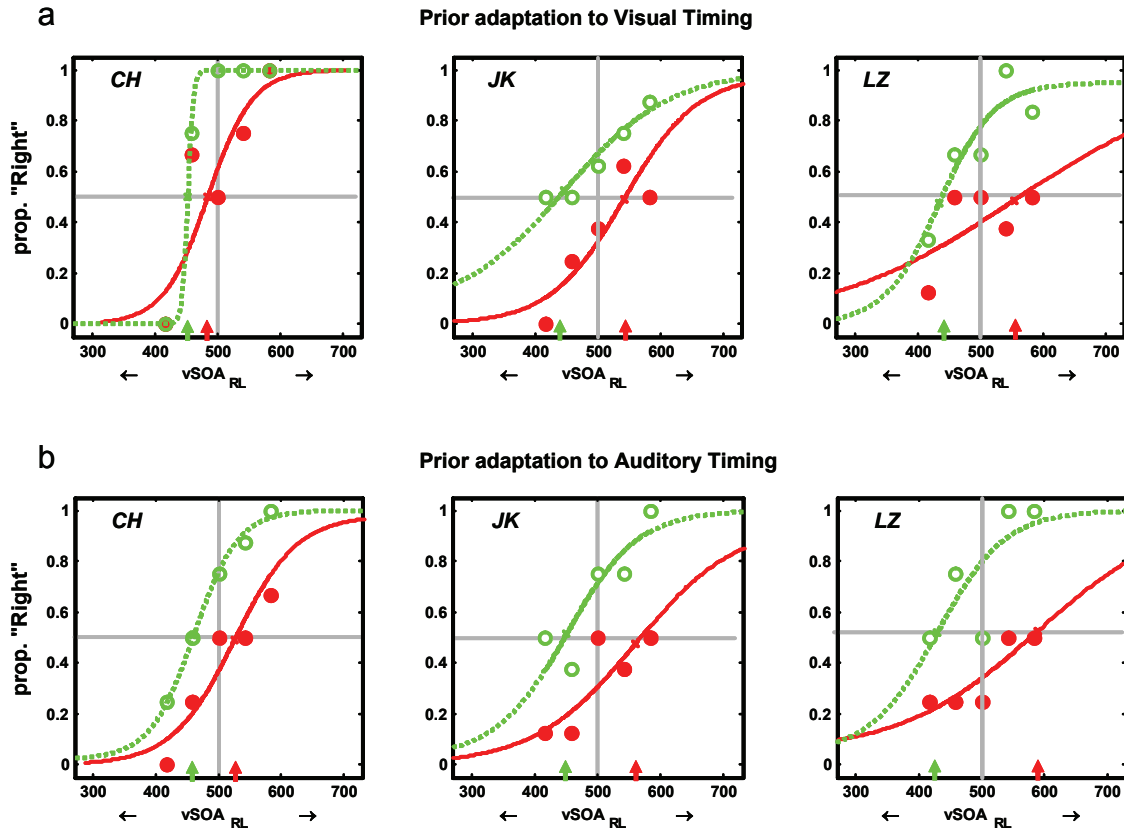 a
Prior adaptation to Visual Timing
prop. "Right"
1
0.8
0.6
0.4
0.2
0
CH
300 400 500 600 700
← vSOA RL →
1
0.8
0.6
0.4
0.2
0
JK
300 400 500 600 700
← vSOA RL →
1
0.8
0.6
0.4
0.2
0
LZ
300 400 500 600 700
← vSOA RL →
b
Prior adaptation to Auditory Timing
prop. "Right"
1
0.8
0.6
0.4
0.2
0
CH
300 400 500 600 700
← vSOA RL →
1
0.8
0.6
0.4
0.2
0
JK
300 400 500 600 700
← vSOA RL →
1
0.8
0.6
0.4
0.2
0
LZ
300 400 500 600 700
← vSOA RL →